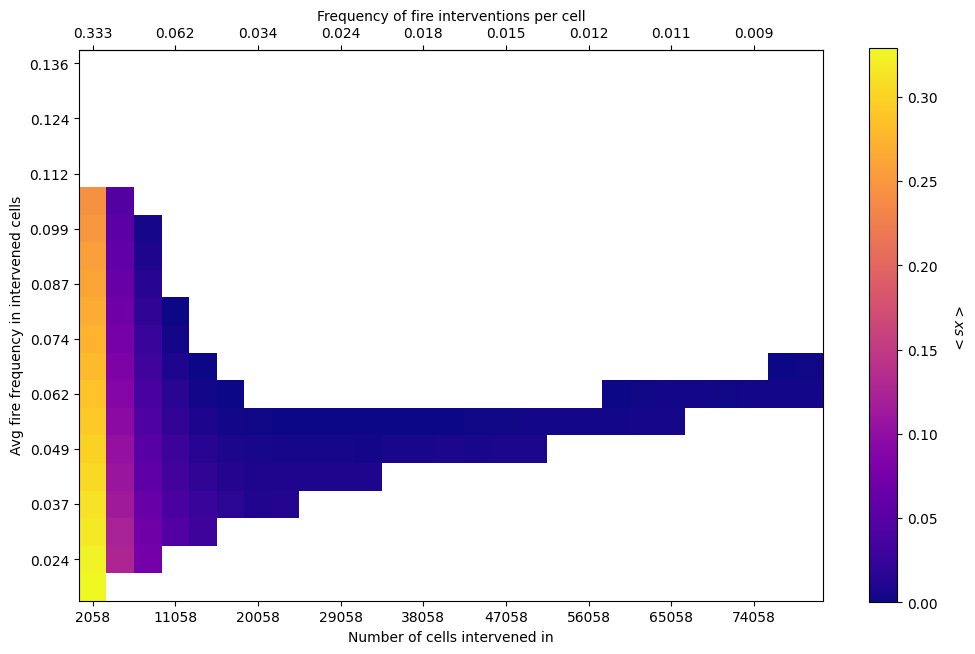 Frequency of fire interventions per cell
0.333 0.062 0.034 0.024 0.018 0.015 0.012 0.011 0.009
Avg fire frequency in intervened cells
0.136
0.124
0.112
0.099
0.087
0.074
0.062
0.049
0.037
0.024
2058 11058 20058 29058 38058 47058 56058 65058 74058
Number of cells intervened in
0.30
0.25
0.20
0.15
0.10
0.05
0.00
< sx >